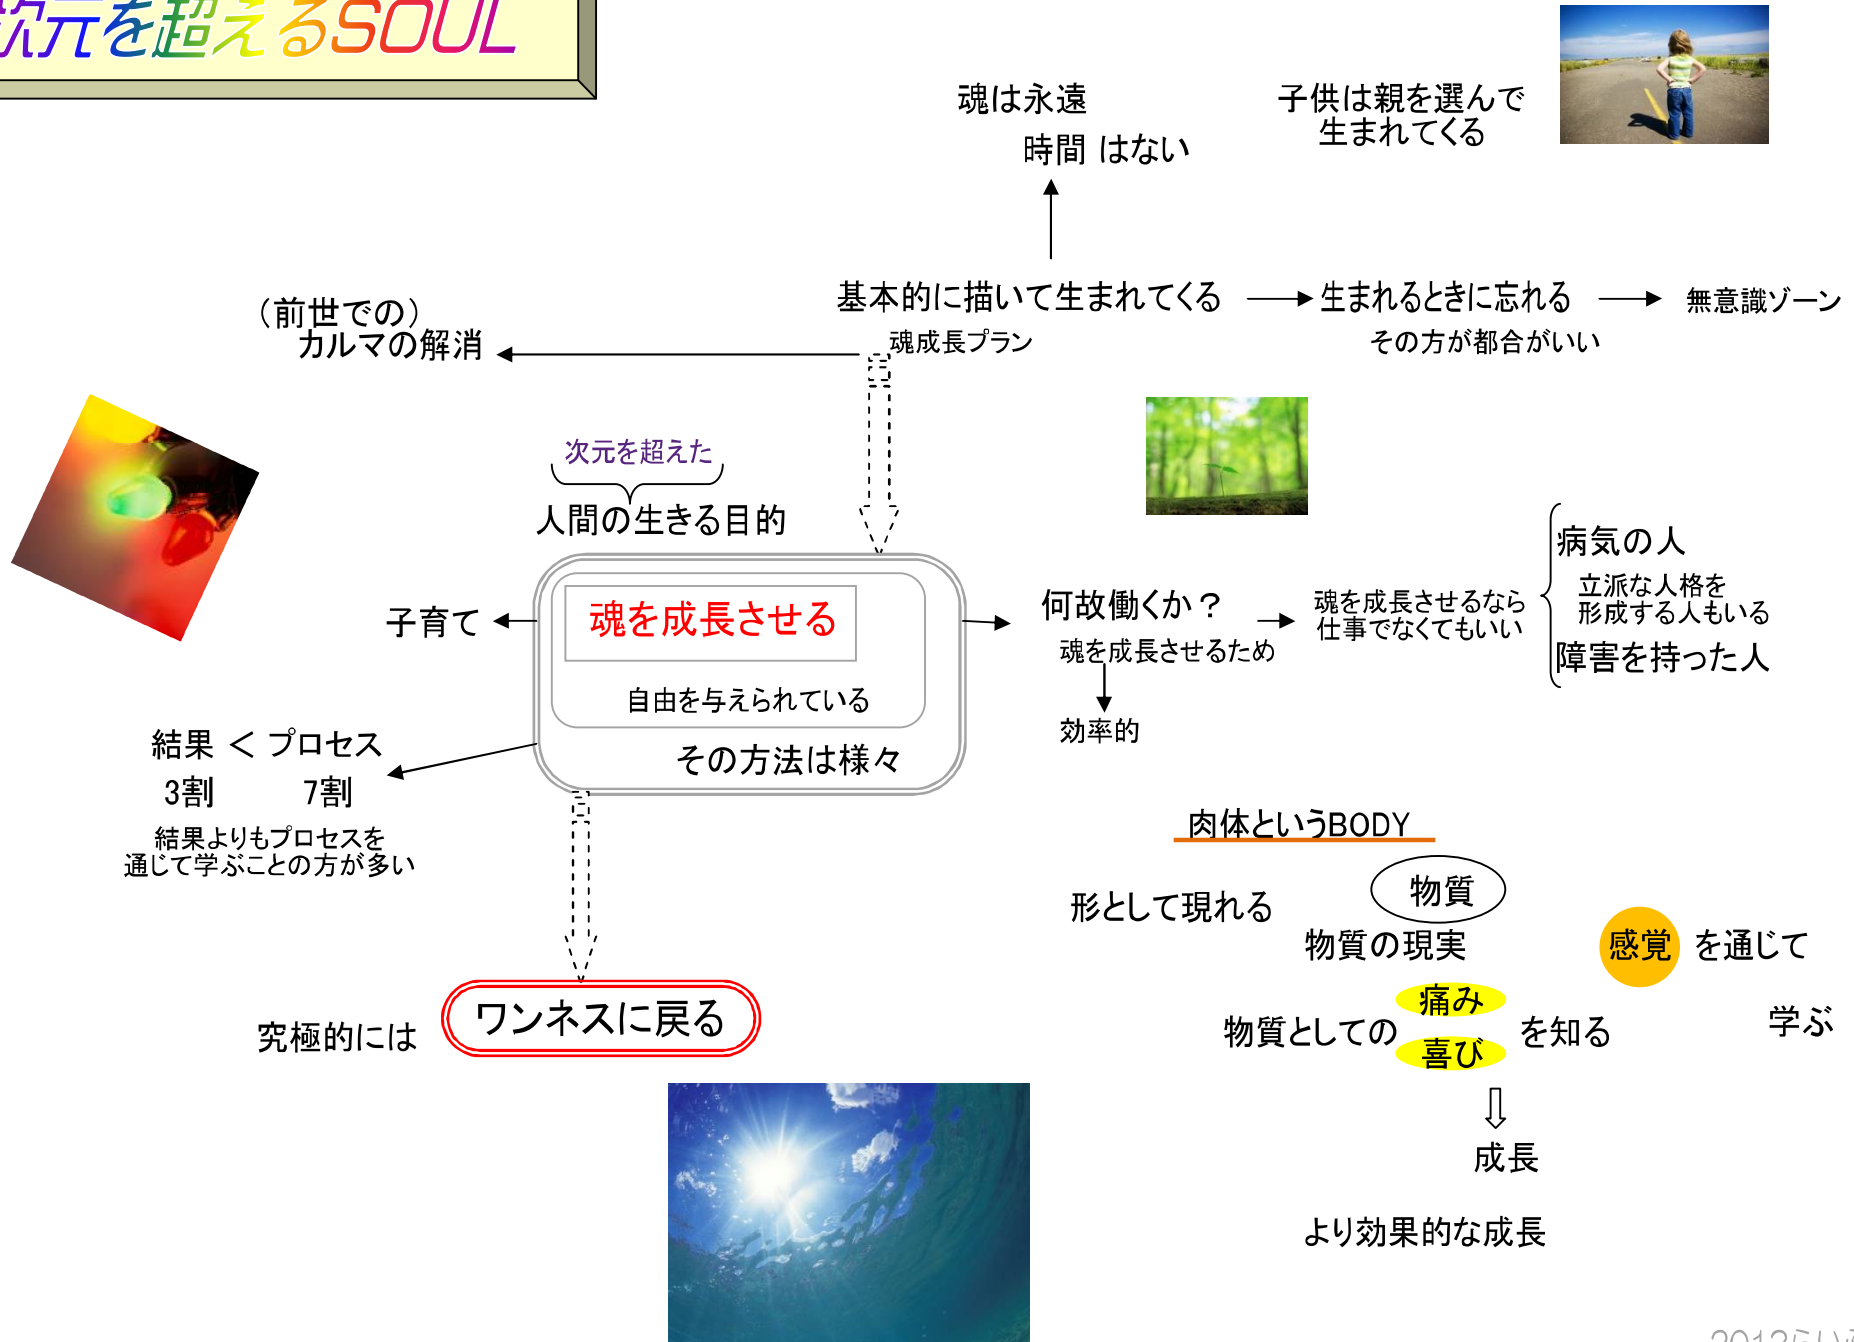 次元を超えるSOUL
魂は永遠
時間 はない
子供は親を選んで
生まれてくる
基本的に描いて生まれてくる
魂成長プラン
生まれるときに忘れる
その方が都合がいい
無意識ゾーン
（前世での）
カルマの解消
次元を超えた
人間の生きる目的
魂を成長させる
自由を与えられている
その方法は様々
子育て
何故働くか？
魂を成長させるため
効率的
魂を成長させるなら
仕事でなくてもいい
病気の人
立派な人格を
形成する人もいる
障害を持った人
結果 ＜ プロセス
3割 7割
結果よりもプロセスを
通じて学ぶことの方が多い
究極的には
ワンネスに戻る
肉体というBODY
物質
形として現れる
物質の現実
感覚 を通じて
学ぶ
物質としての
痛み
喜び
を知る
成長
より効果的な成長